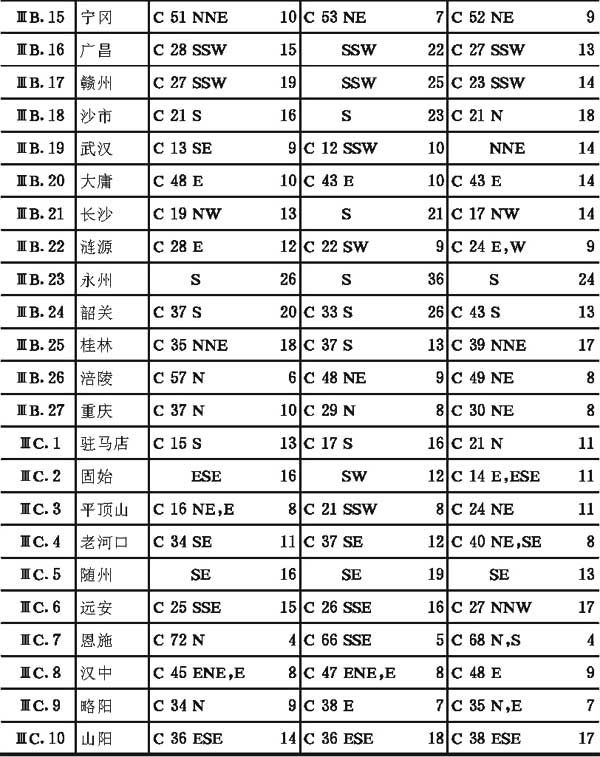 ⅢB.15 宁冈 C 51 NNE 10 C 53 NE 7 C 52 NE 9
ⅢB.16 广昌 C 28 SSW 15 SSW 22 C 27 SSW 13
ⅢB.17 赣州 C 27 SSW 19 SSW 25 C 23 SSW 14
ⅢB.18 沙市 C 21 S 16 S 23 C 21 N 18
ⅢB.19 武汉 C 13 SE 9 C 12 SSW 10 NNE 14
ⅢB.20 大庸 C 48 E 10 C 43 E 10 C 43 E 14
ⅢB.21 长沙 C 19 NW 13 S 21 C 17 NW 14
ⅢB.22 涟源 C 28 E 12 C 22 SW 9 C 24 E,W 9
ⅢB.23 永州 S 26 S 36 S 24
ⅢB.24 韶关 C 37 S 20 C 33 S 26 C 43 S 13
ⅢB.25 桂林 C 35 NNE 18 C 37 S 13 C 39 NNE 17
ⅢB.26 涪陵 C 57 N 6 C 48 NE 9 C 49 NE 8
ⅢB.27 重庆 C 37 N 10 C 29 N 8 C 30 NE 8
ⅢC.1 驻马店 C 15 S 13 C 17 S 16 C 21 N 11
ⅢC.2 固始 ESE 16 SW 12 C 14 E,ESE 11
ⅢC.3 平顶山 C 16 NE,E 8 C 21 SSW 8 C 24 NE 11
ⅢC.4 老河口 C 34 SE 11 C 37 SE 12 C 40 NE,SE 8
ⅢC.5 随州 SE 16 SE 19 SE 13
ⅢC.6 远安 C 25 SSE 15 C 26 SSE 16 C 27 NNW 17
ⅢC.7 恩施 C 72 N 4 C 66 SSE 5 C 68 N,S 4
ⅢC.8 汉中 C 45 ENE,E 8 C 47 ENE,E 8 C 48 E 9
ⅢC.9 略阳 C 34 N 9 C 38 E 7 C 35 N,E 7
ⅢC.10 山阳 C 36 ESE 14 C 36 ESE 18 C 38 ESE 17